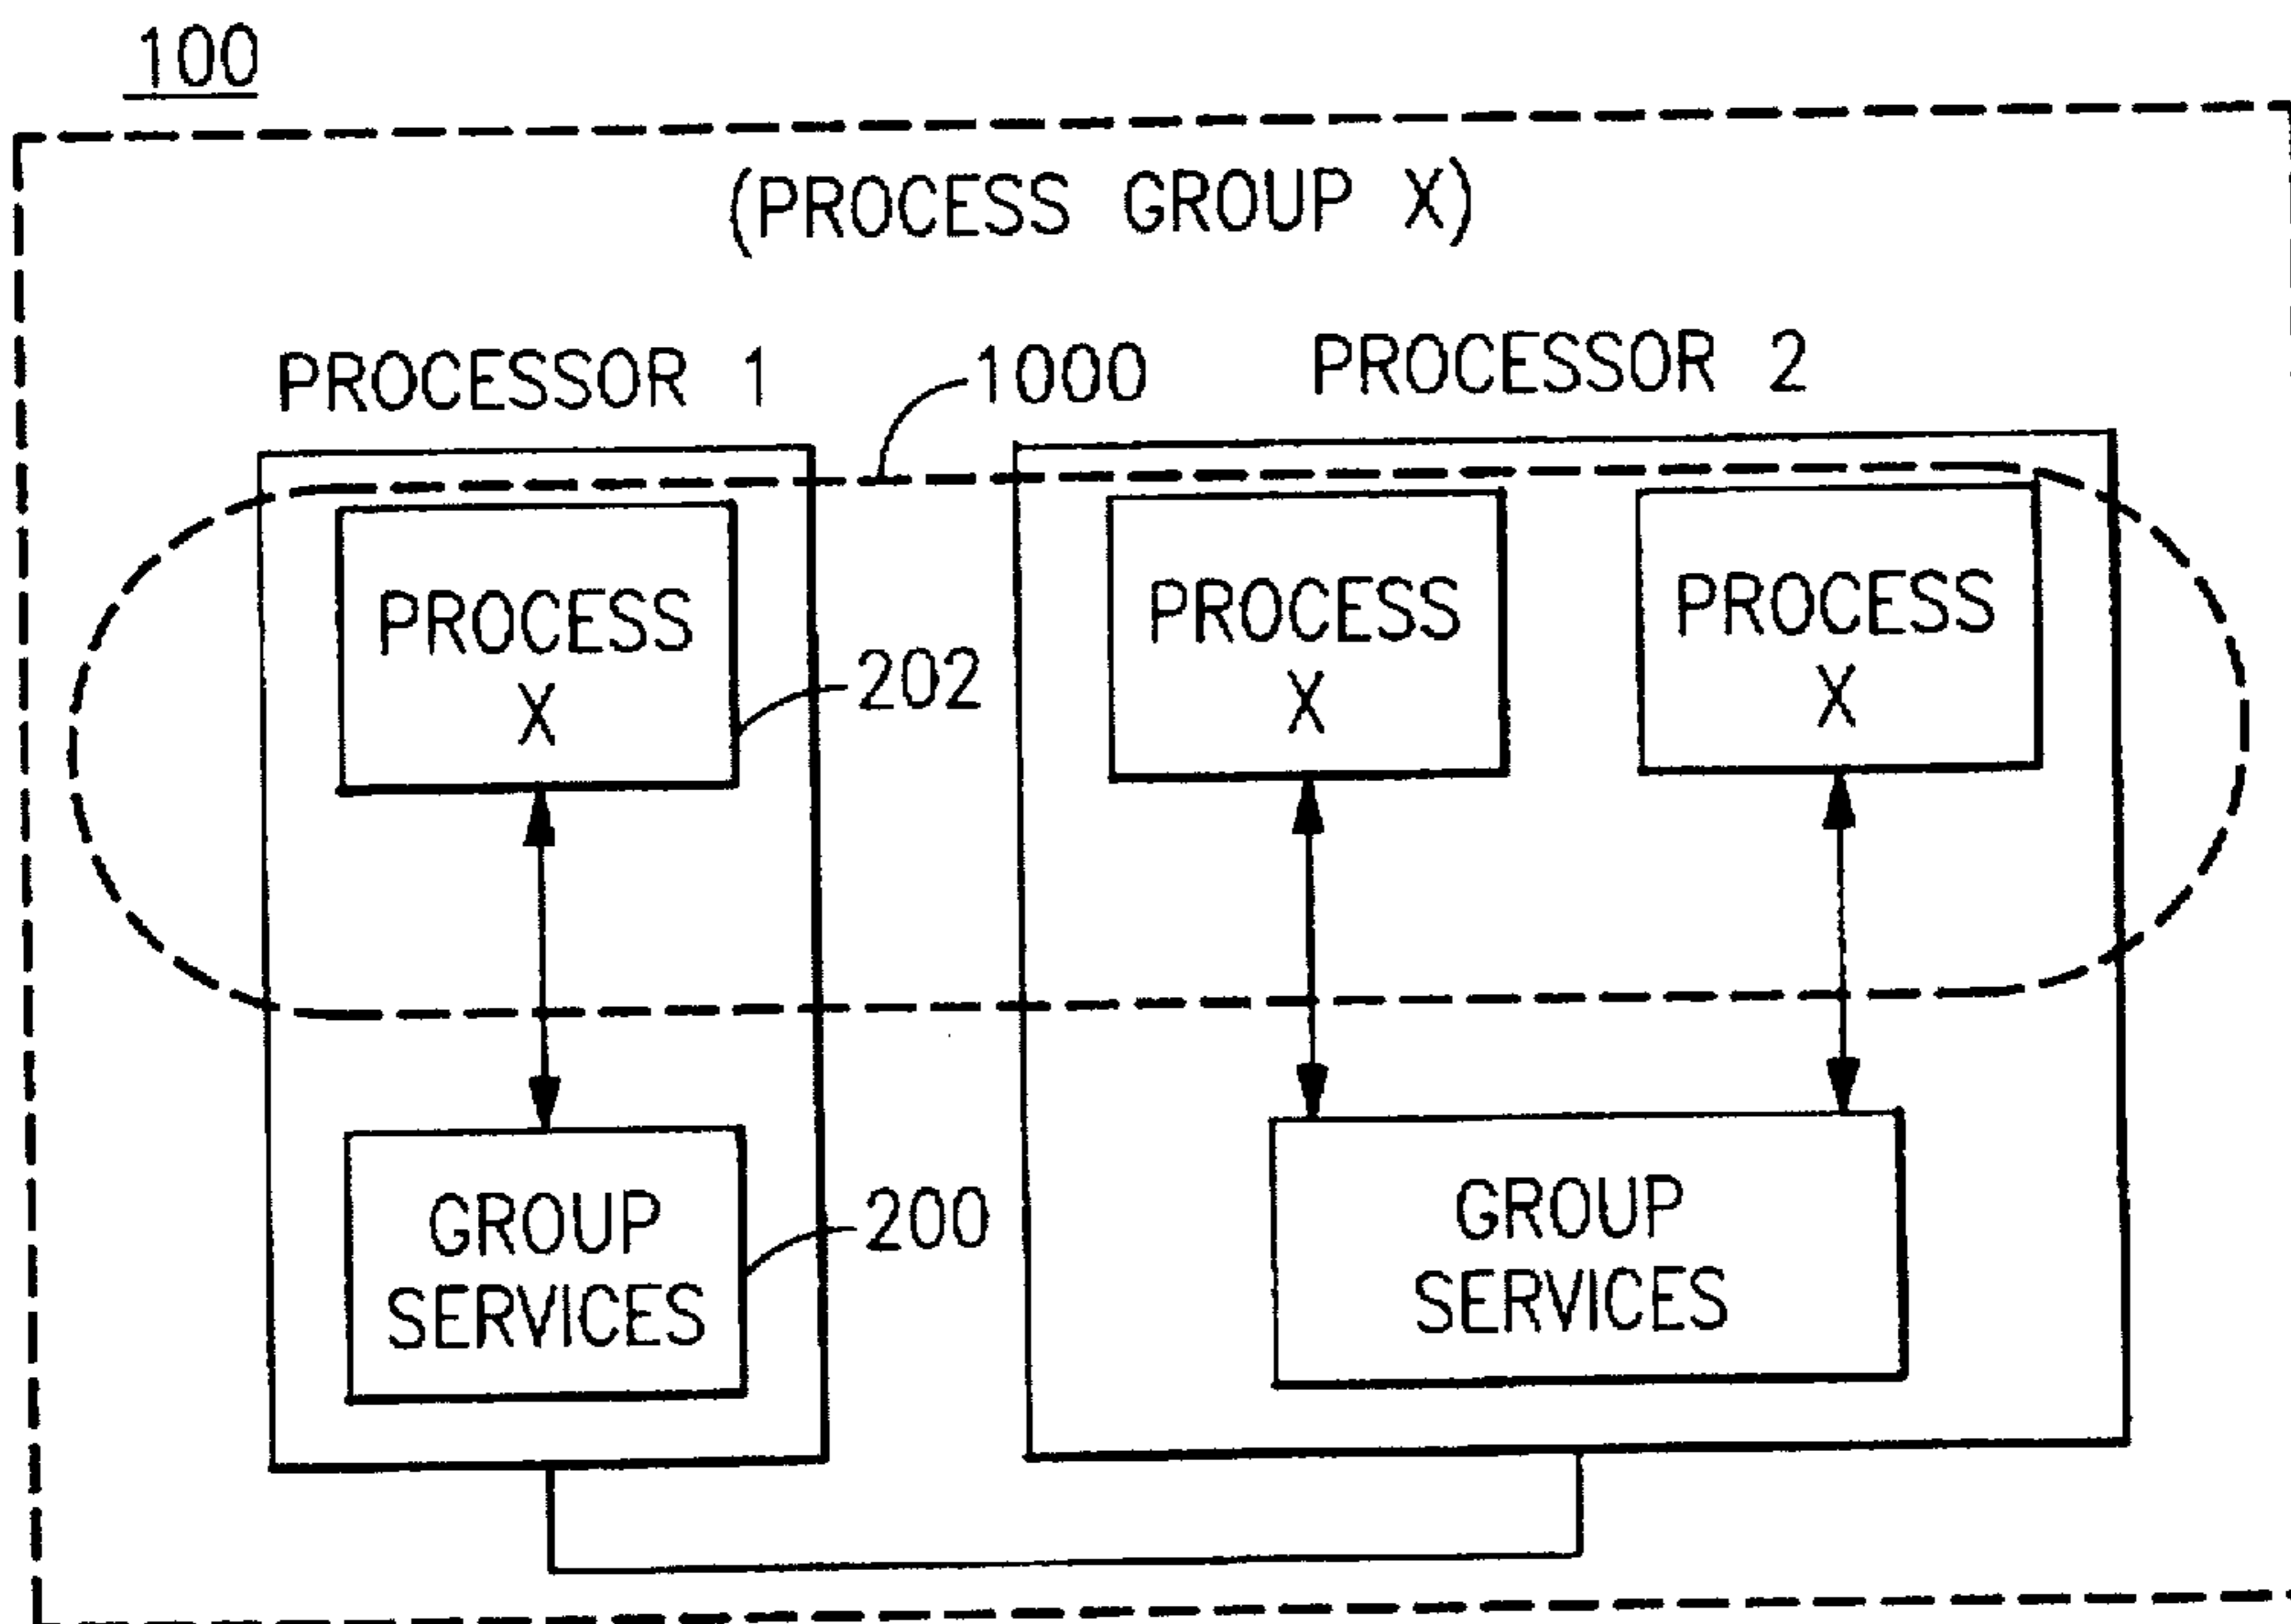 100
(PROCESS GROUP X)
PROCESSOR 1
1000
PROCESSOR 2
PROCESS
X
202
PROCESS
X
PROCESS
X
GROUP
SERVICES
200
GROUP
SERVICES